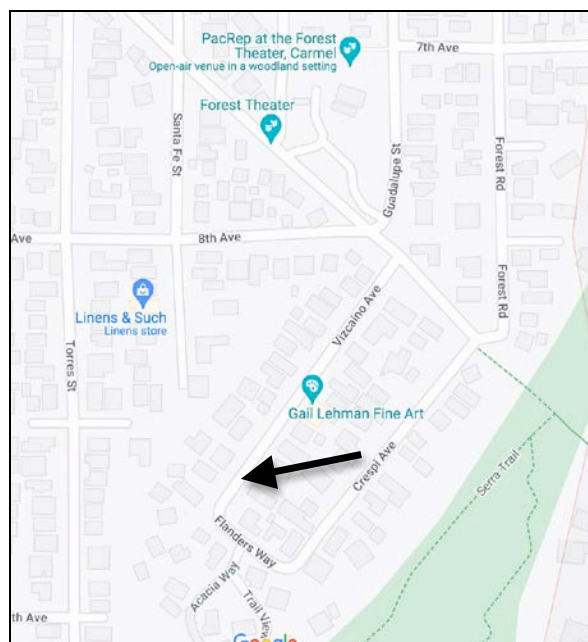 PacRep at the Forest
Theater, Carmel
Open-air venue in a woodland setting
7th Ave
Forest Theater
Santa Fe St
Guadalupe St
Forest Rd
Ave
8th Ave
Forest Rd
Linens & Such
Linens store
Vizcaino Ave
Torres St
Gail Lehman Fine Art
Crespi Ave
Serra Trail
Flanders Way
Acacia Way
Trail View
th Ave
Google